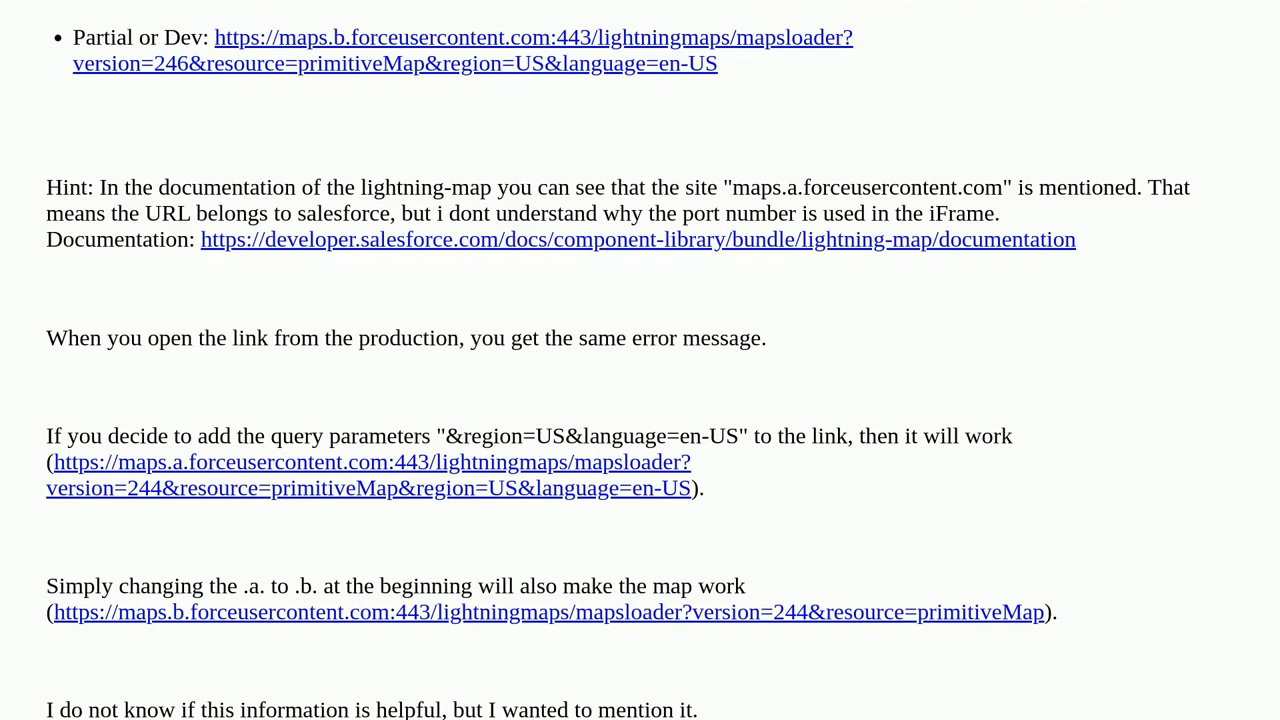 • Partial or Dev: https://maps.b.forceusercontent.com:443/lightningmaps/mapsloader?
version=246&resource=primitiveMap&region=US&language=en-US
Hint: In the documentation of the lightning-map you can see that the site "maps.a.forceusercontent.com" is mentioned. That
means the URL belongs to salesforce, but i dont understand why the port number is used in the iFrame.
Documentation: https://developer.salesforce.com/docs/component-library/bundle/lightning-map/documentation
When you open the link from the production, you get the same error message.
If you decide to add the query parameters "&region=US&language=en-US" to the link, then it will work
(https://maps.a.forceusercontent.com:443/lightningmaps/mapsloader?
version=244&resource=primitiveMap&region=US&language=en-US).
Simply changing the .a. to .b. at the beginning will also make the map work
(https://maps.b.forceusercontent.com:443/lightningmaps/mapsloader?version=244&resource=primitiveMap).
I do not know if this information is helpful, but I wanted to mention it.